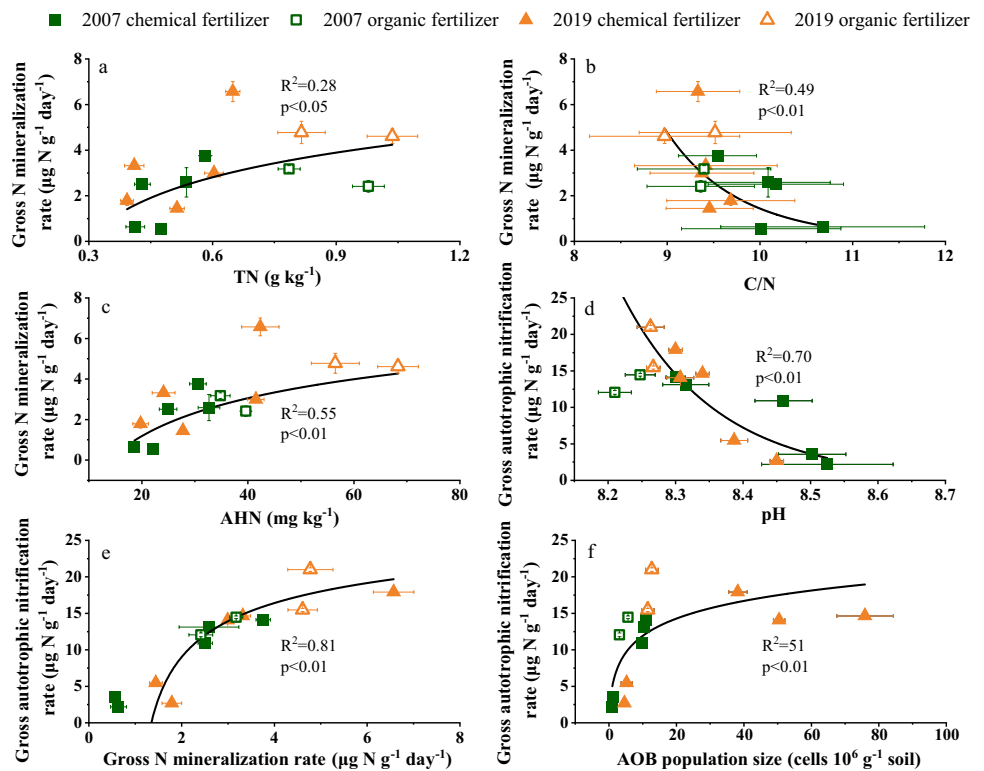 2007 chemical fertilizer 2007 organic fertilizer 2019 chemical fertilizer 2019 organic fertilizer
a
R²=0.28
p<0.05
Gross N mineralization
rate (μg N g⁻¹ day⁻¹)
8
6
4
2
0
0.3 0.6 0.9 1.2
TN (g kg⁻¹)
b
R²=0.49
p<0.01
Gross N mineralization
rate (μg N g⁻¹ day⁻¹)
8
6
4
2
0
8 9 10 11 12
C/N
c
R²=0.55
p<0.01
Gross N mineralization
rate (μg N g⁻¹ day⁻¹)
8
6
4
2
0
20 40 60 80
AHN (mg kg⁻¹)
d
R²=0.70
p<0.01
Gross autotrophic nitrification
rate (μg N g⁻¹ day⁻¹)
25
20
15
10
5
0
8.2 8.3 8.4 8.5 8.6 8.7
pH
e
R²=0.81
p<0.01
Gross autotrophic nitrification
rate (μg N g⁻¹ day⁻¹)
25
20
15
10
5
0
0 2 4 6 8
Gross N mineralization rate (μg N g⁻¹ day⁻¹)
f
R²=51
p<0.01
Gross autotrophic nitrification
rate (μg N g⁻¹ day⁻¹)
25
20
15
10
5
0
0 20 40 60 80 100
AOB population size (cells 10⁶ g⁻¹ soil)